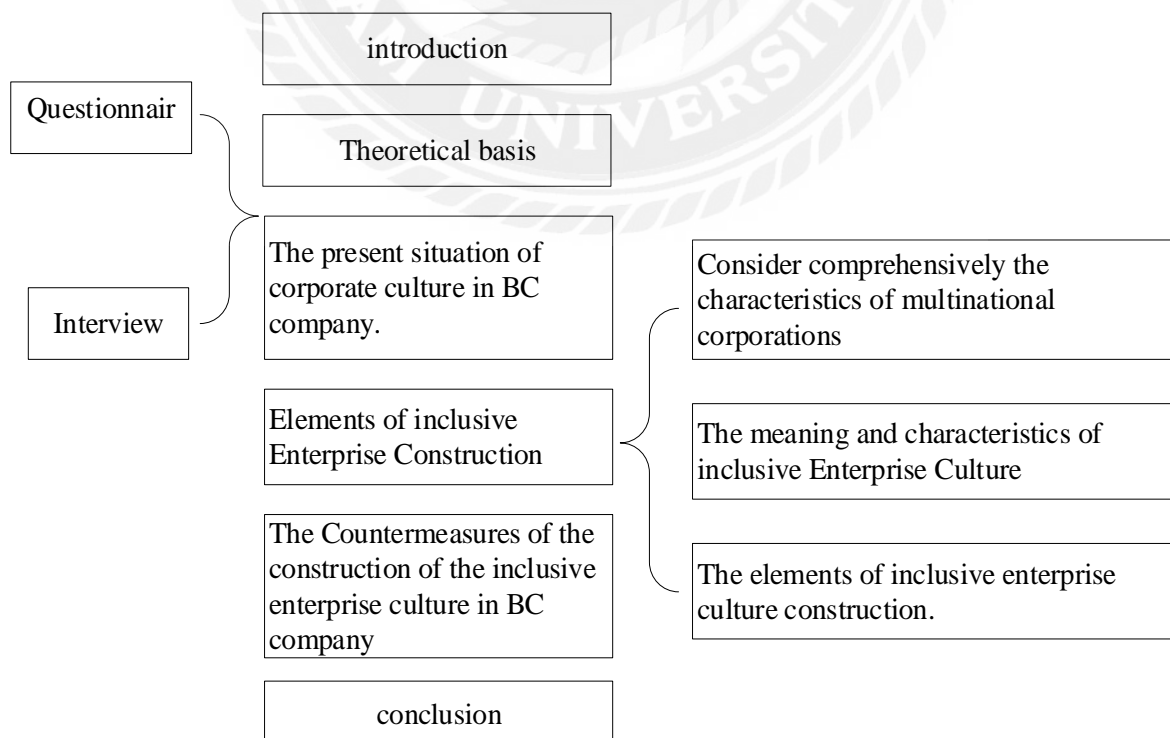 AM UNIVERSIT
introduction
Questionnair
Theoretical basis
The present situation of
corporate culture in BC
company.
Interview
Consider comprehensively the
characteristics of multinational
corporations
Elements of inclusive
Enterprise Construction
The meaning and characteristics of
inclusive Enterprise Culture
The Countermeasures of the
construction of the inclusive
enterprise culture in BC
company
The elements of inclusive enterprise
culture construction.
conclusion